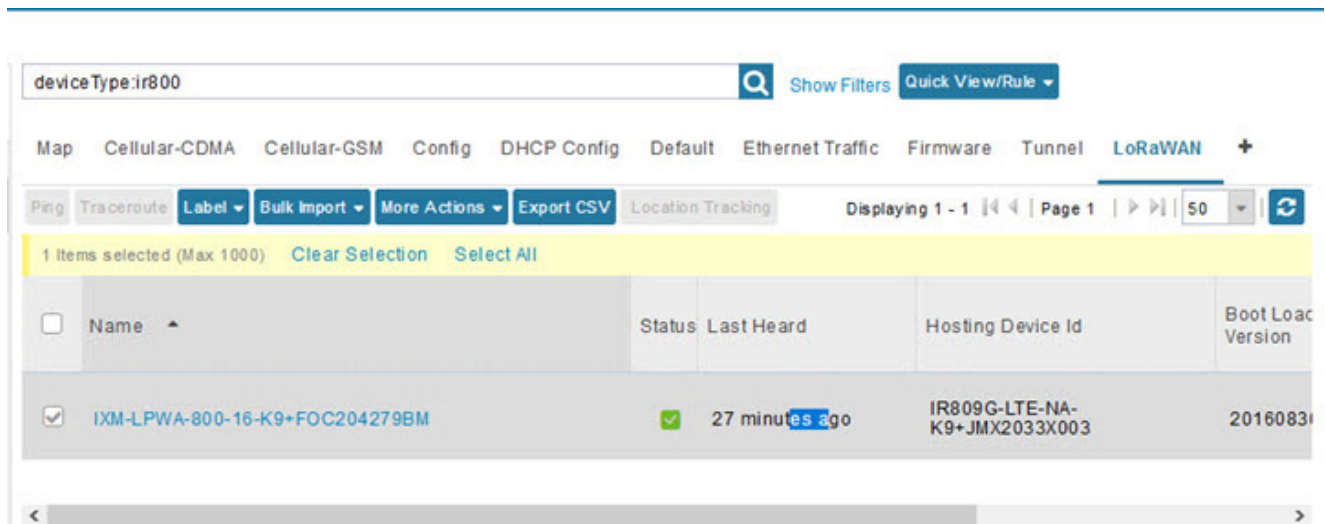 deviceType:ir800 Show Filters Quick View/Rule
Map Cellular-CDMA Cellular-GSM Config DHCP Config Default Ethernet Traffic Firmware Tunnel LoRaWAN +
Ping Traceroute Label Bulk Import More Actions Export CSV Location Tracking Displaying 1 - 1 | Page 1 | 50
1 Items selected (Max 1000) Clear Selection Select All
Name Status Last Heard Hosting Device Id Boot Load
Version
IXM-LPWA-800-16-K9+FOC204279BM 27 minutes ago IR809G-LTE-NA-
K9+JMX2033X003 2016083